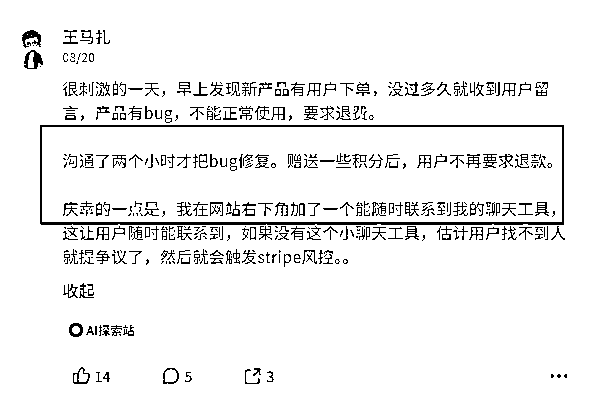 王马扎
03/20
很刺激的一天，早上发现新产品有用户下单，没过多久就收到用户留
言，产品有bug，不能正常使用，要求退费。
沟通了两个小时才把bug修复。赠送一些积分后，用户不再要求退款。
庆幸的一点是，我在网站右下角加了一个能随时联系到我的聊天工具，
这让用户随时能联系到，如果没有这个小聊天工具，估计用户找不到人
就提争议了，然后就会触发stripe风控。。
收起
AI探索站
14 5 3